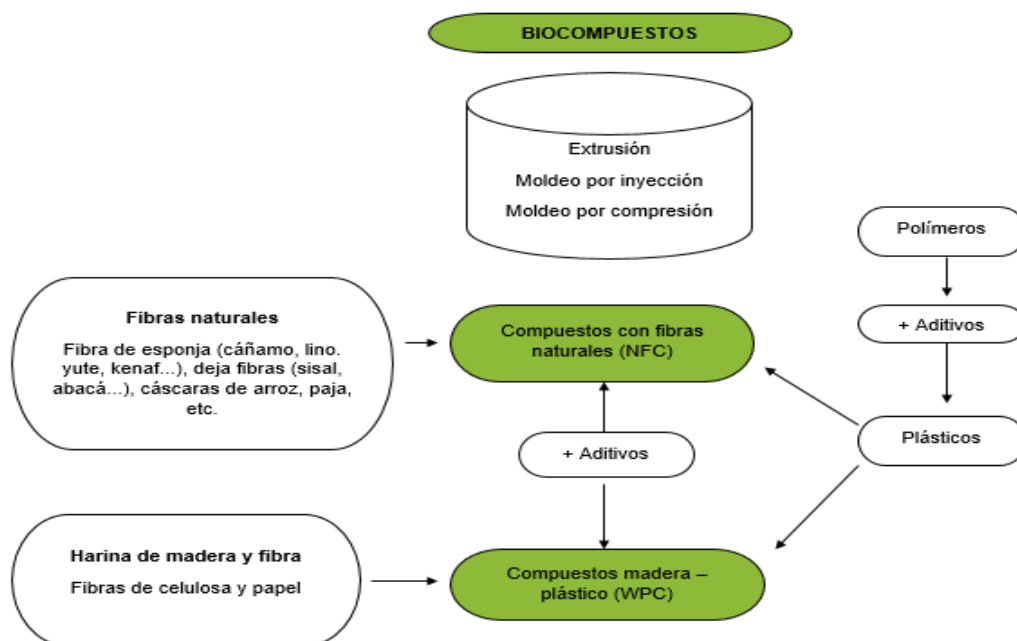 BIOCOMPUESTOS
Extrusión
Moldeo por inyección
Moldeo por compresión
Polímeros
+ Aditivos
Plásticos
Fibras naturales
Fibra de esponja (cáñamo, lino.
yute, kenaf...), deja fibras (sisal,
abacá...), cáscaras de arroz, paja,
etc.
Compuestos con fibras
naturales (NFC)
+ Aditivos
Harina de madera y fibra
Fibras de celulosa y papel
Compuestos madera –
plástico (WPC)